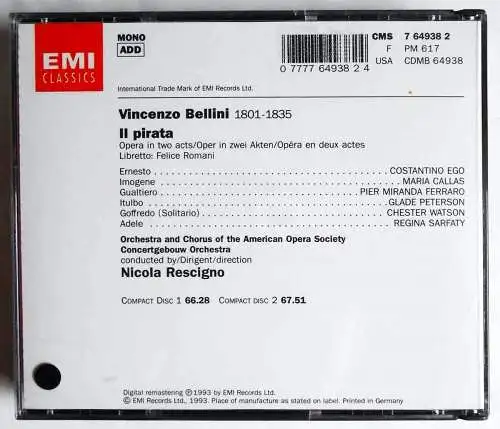 EMI
CLASSICS
MONO
ADD
CMS 7 64938 2
F PM 617
USA CDMB 64938
0 7777 64938 2 4
International Trade Mark of EMI Records Ltd.
Vincenzo Bellini 1801-1835
Il pirata
Opera in two acts/Oper in zwei Akten/Opéra en deux actes
Libretto: Felice Romani
Ernesto COSTANTINO EGO
Imogene MARIA CALLAS
Gualtiero PIER MIRANDA FERRARO
Itulbo GLADE PETERSON
Goffredo (Solitario) CHESTER WATSON
Adele REGINA SARFATY
Orchestra and Chorus of the American Opera Society
Concertgebouw Orchestra
conducted by/Dirigent/direction
Nicola Rescigno
COMPACT DISC 1 66.28 COMPACT DISC 2 67.51
Digital remastering Ⓟ 1993 by EMI Records Ltd.
© EMI Records Ltd., 1993. Place of manufacture as stated on label. Printed in Germany